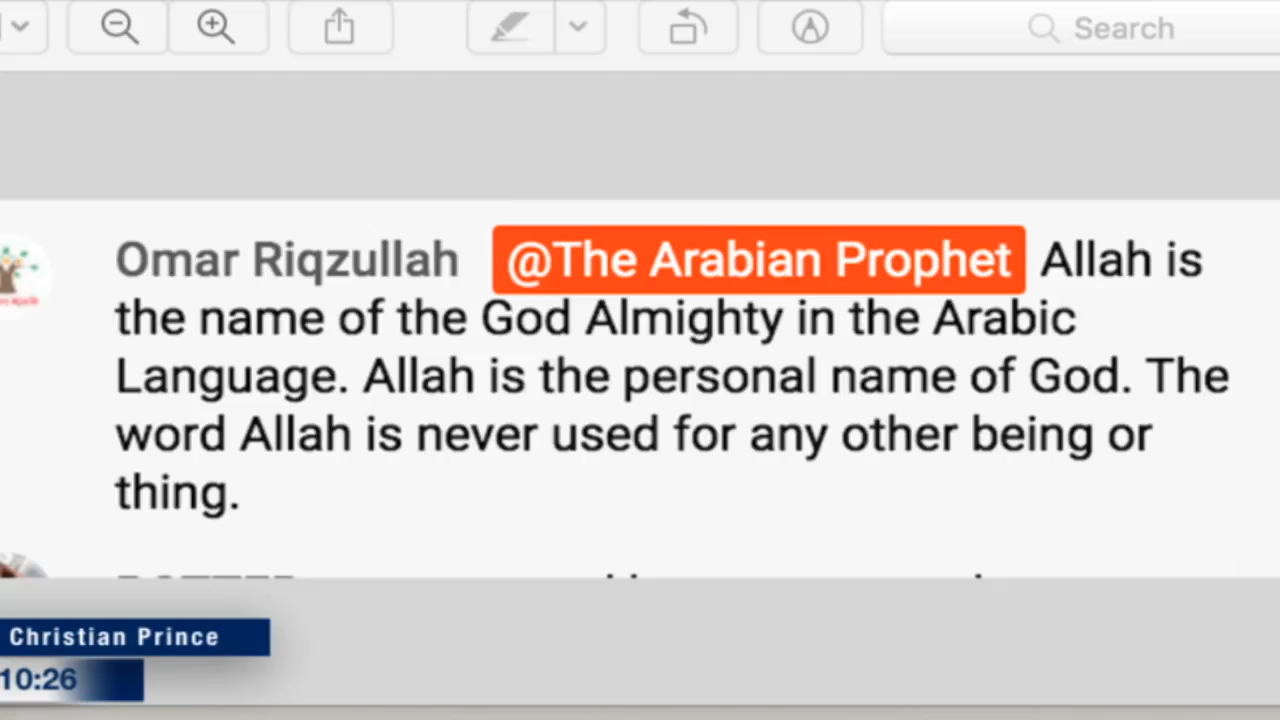 Search
Omar Riqzullah @The Arabian Prophet Allah is
the name of the God Almighty in the Arabic
Language. Allah is the personal name of God. The
word Allah is never used for any other being or
thing.
Christian Prince
10:26